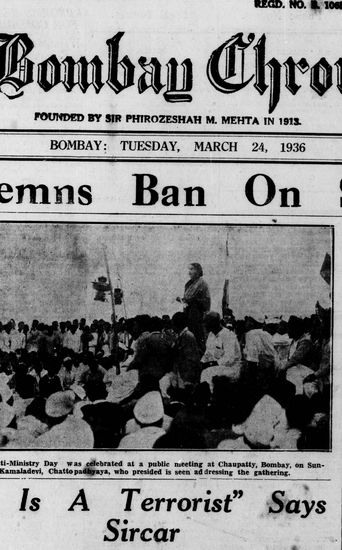 REGD. NO. B.
Bombay Chro
FOUNDED BY SIR PHIROZESHAH M. MEHTA IN 1913.
BOMBAY: TUESDAY, MARCH 24, 1936
emns Ban On S
ti-Ministry Day was celebrated at a public meeting at Chaupatty, Bombay, on Sun-
Kamaladevi, Chattopadhyaya, who presided is seen addressing the gathering.
Is A Terrorist” Says
Sircar